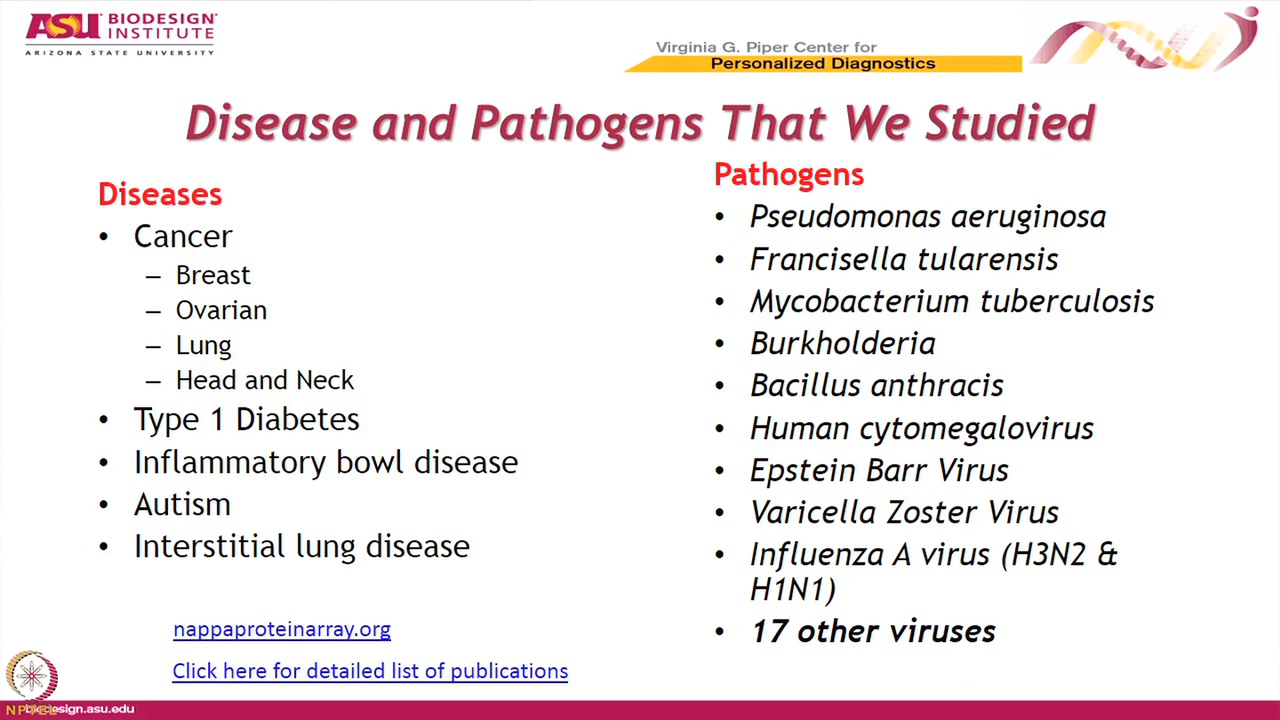 ASU BIODESIGN
INSTITUTE
ARIZONA STATE UNIVERSITY
Virginia G. Piper Center for
Personalized Diagnostics
Disease and Pathogens That We Studied
Diseases
• Cancer
– Breast
– Ovarian
– Lung
– Head and Neck
• Type 1 Diabetes
• Inflammatory bowl disease
• Autism
• Interstitial lung disease
nappaproteinarray.org
Click here for detailed list of publications
Pathogens
• Pseudomonas aeruginosa
• Francisella tularensis
• Mycobacterium tuberculosis
• Burkholderia
• Bacillus anthracis
• Human cytomegalovirus
• Epstein Barr Virus
• Varicella Zoster Virus
• Influenza A virus (H3N2 &
H1N1)
• 17 other viruses
NPTEL
biodesign.asu.edu